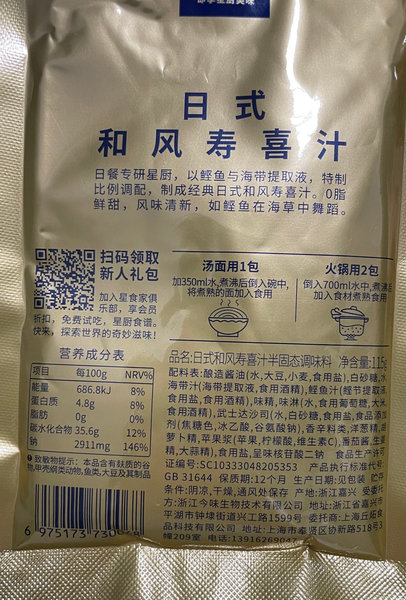 日式
和风寿喜汁
日餐专研星厨，以鲣鱼与海带提取液，特制
比例调配，制成经典日式和风寿喜汁。0脂
鲜甜，风味清新，如鲣鱼在海草中舞蹈。
扫码领取
新人礼包
加入星食家俱
乐部，享会员
折扣，免费试吃，星厨食谱。
快来，探索世界的奇妙滋味！
汤面用1包
加350ml水,煮沸后倒入碗中,
将煮熟的面加入食用
火锅用2包
倒入700ml水中,煮沸
加入食材煮熟食用
营养成分表
项目 每100g NRV%
能量 686.8kJ 8%
蛋白质 4.8g 8%
脂肪 0g 0%
碳水化合物 35.6g 12%
钠 2911mg 146%
致敏物提示：本品含有麸质的谷
物,甲壳纲类动物,鱼类,大豆及其制品
品名:日式和风寿喜汁半固态调味料 净含量:115g
配料表:酿造酱油(水,大豆,小麦,食用盐),白砂糖,水
海带汁(海带提取液,食用酒精),鲣鱼汁(鲣节提取液
,食用盐,食用酒精),味精,味淋(水,食用葡萄糖,大米
,食用酒精),武士达沙司(水,白砂糖,食用盐,食品添加
剂(焦糖色,冰乙酸,谷氨酸钠),香辛料类),洋葱精,胡
萝卜精),苹果浆(苹果,柠檬酸,维生素C),番茄酱,生
姜,大蒜精),食用盐,呈味核苷酸二钠 食品生产许可
证编号:SC10333048205353 产品执行标准代号:
GB 31644 保质期:12个月 生产日期:见包装 贮存
条件:阴凉,干燥,通风处保存 产地:浙江嘉兴 受委托
方:浙江今味生物技术有限公司 地址:浙江省嘉兴市
平湖市钟埭街道兴工路1599号 委托商:上海丘
品科技有限公司 地址:上海市奉贤区协新路518号3
幢209室 电话:139162690
6 975173 7300